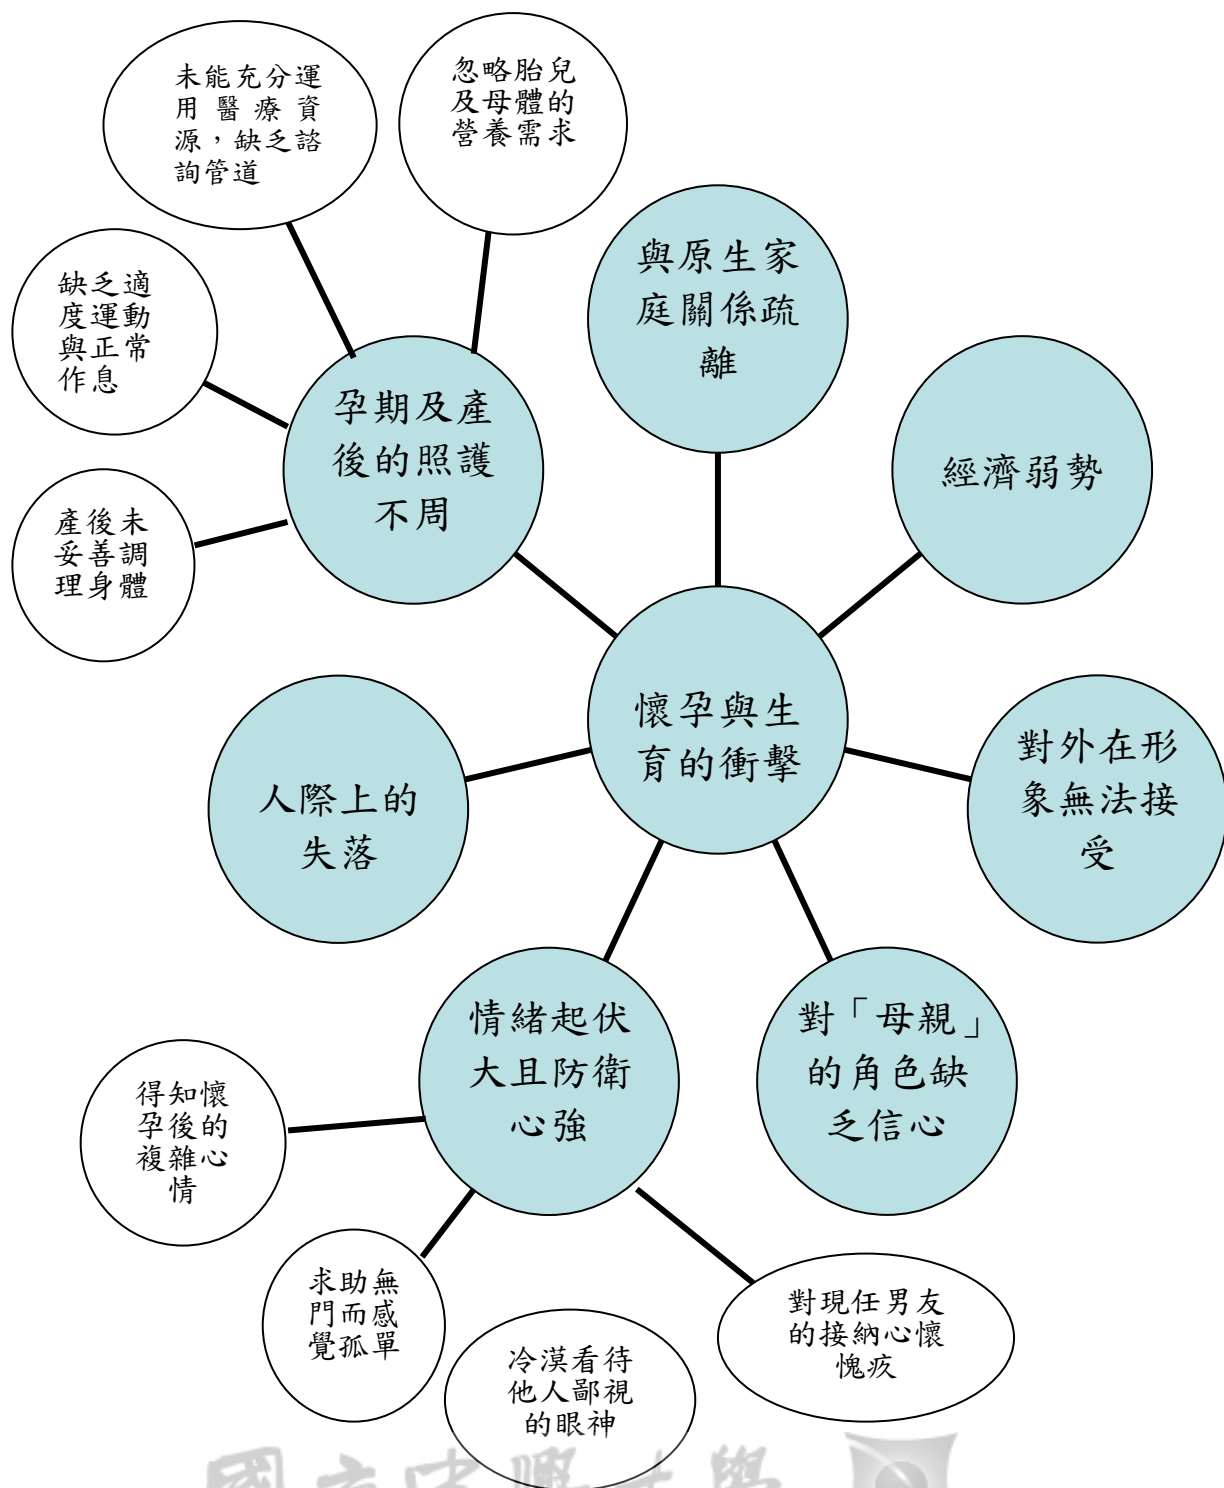 未能充分運
用醫療資
源，缺乏諮
詢管道
忽略胎兒
及母體的
營養需求
缺乏適
度運動
與正常
作息
產後未
妥善調
理身體
孕期及產
後的照護
不周
與原生家
庭關係疏
離
經濟弱勢
懷孕與生
育的衝擊
對外在形
象無法接
受
人際上的
失落
情緒起伏
大且防衛
心強
對「母親」
的角色缺
乏信心
得知懷
孕後的
複雜心
情
求助無
門而感
覺孤單
冷漠看待
他人鄙視
的眼神
對現任男友
的接納心懷
愧疚
國立中興大學